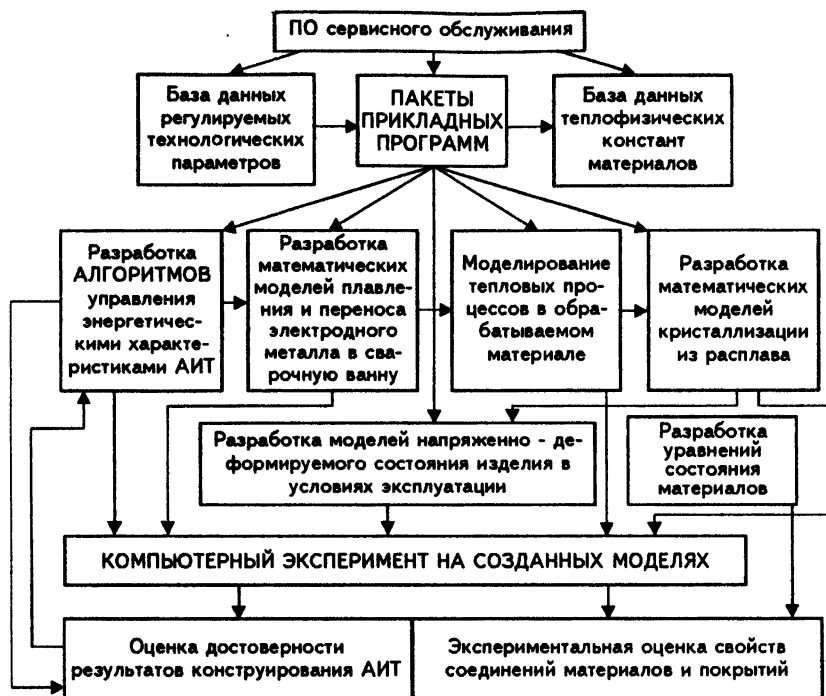 ПО сервисного обслуживания
База данных
регулируемых
технологических
параметров
ПАКЕТЫ
ПРИКЛАДНЫХ
ПРОГРАММ
База данных
теплофизических
констант
материалов
Разработка
АЛГОРИТМОВ
управления
энергетичес-
кими характе-
ристиками АИТ
Разработка
математических
моделей плавле-
ния и переноса
электродного
металла в сва-
рочную ванну
Моделирование
тепловых про-
цессов в обра-
батываемом
материале
Разработка
математических
моделей
кристаллизации
из расплава
Разработка моделей напряженно - де-
формируемого состояния изделия в
условиях эксплуатации
Разработка
уравнений
состояния
материалов
КОМПЬЮТЕРНЫЙ ЭКСПЕРИМЕНТ НА СОЗДАННЫХ МОДЕЛЯХ
Оценка достоверности
результатов конструирования АИТ
Экспериментальная оценка свойств
соединений материалов и покрытий